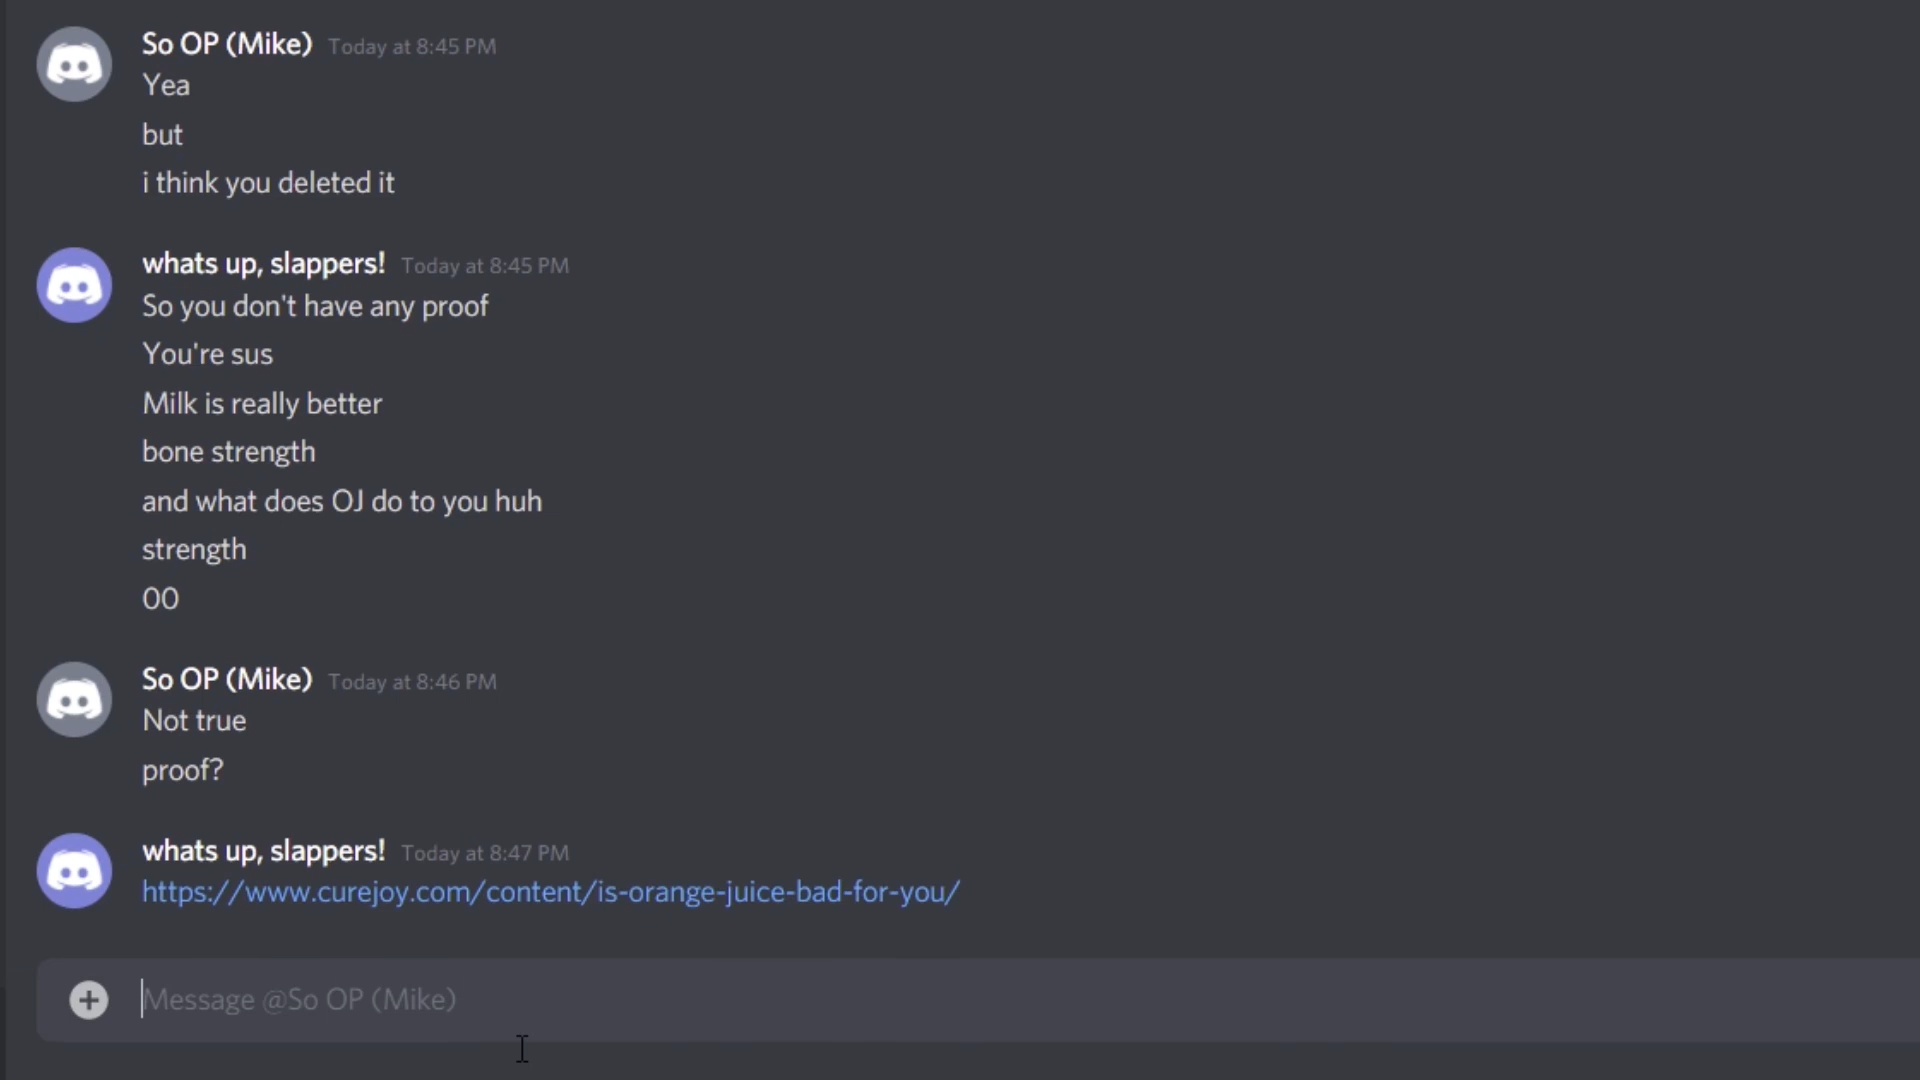 So OP (Mike) Today at 8:45 PM
Yea
but
i think you deleted it
whats up, slappers! Today at 8:45 PM
So you don't have any proof
You're sus
Milk is really better
bone strength
and what does OJ do to you huh
strength
00
So OP (Mike) Today at 8:46 PM
Not true
proof?
whats up, slappers! Today at 8:47 PM
https://www.curejoy.com/content/is-orange-juice-bad-for-you/
Message @So OP (Mike)